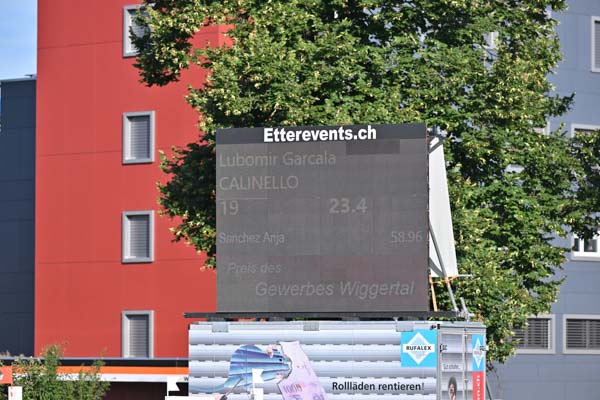 Etterevents.ch
Lubomir Garcala
CALINELLO
19 23.4
Sanchez Anja 58.96
Preis des
Gewerbes Wiggertal
RUFALEX
Rollläden rentieren!